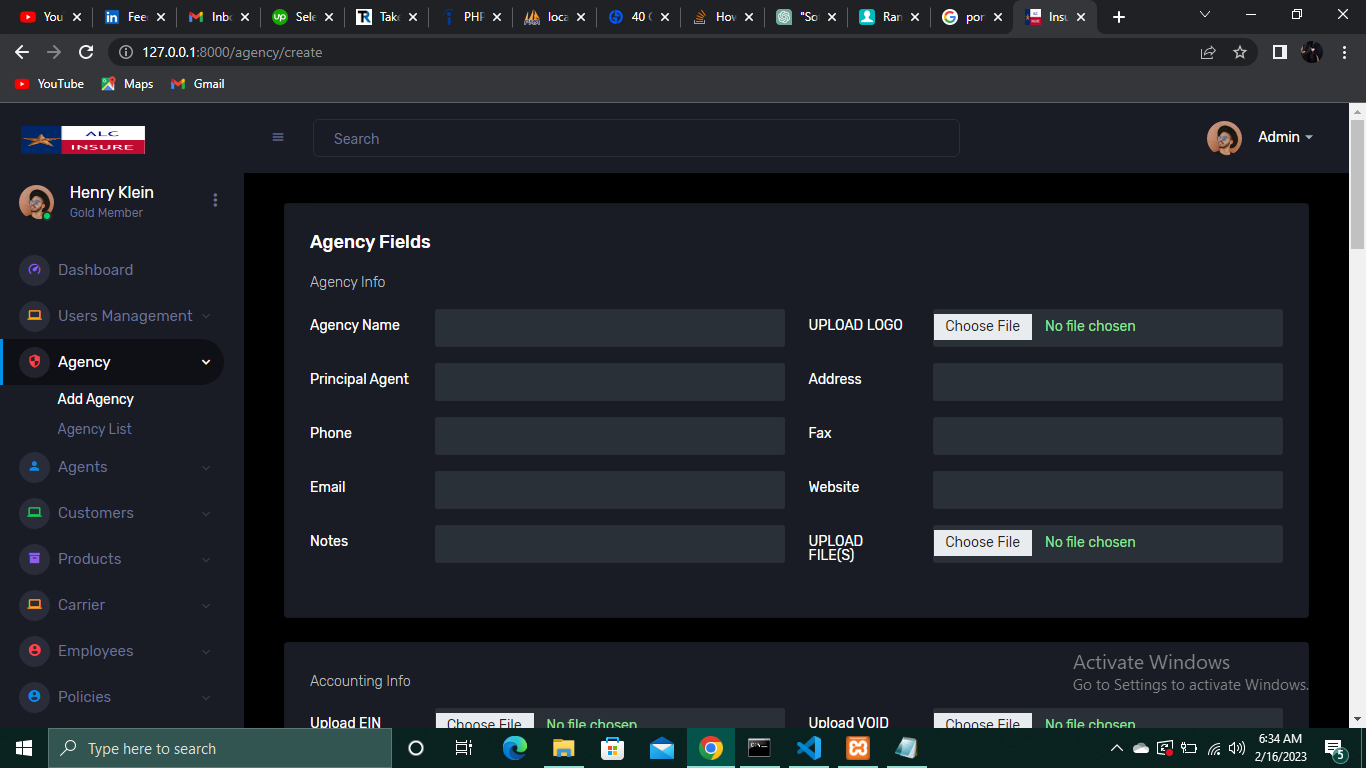 You
Feed
Inbo
Sele
Take
PHP
loca
40 C
How
"So
Ran
por
Insu
127.0.0.1:8000/agency/create
YouTube
Maps
Gmail
ALC
INSURE
Search
Admin
Henry Klein
Gold Member
Dashboard
Users Management
Agency
Add Agency
Agency List
Agents
Customers
Products
Carrier
Employees
Policies
Agency Fields
Agency Info
Agency Name
UPLOAD LOGO
Choose File No file chosen
Principal Agent
Address
Phone
Fax
Email
Website
Notes
UPLOAD
FILE(S)
Choose File No file chosen
Accounting Info
Upload EIN
Choose File No file chosen
Upload VOID
Choose File No file chosen
Activate Windows
Go to Settings to activate Windows.
Type here to search
6:34 AM
2/16/2023
5